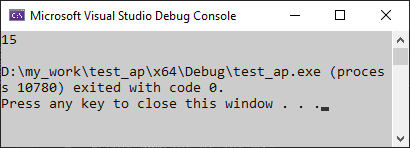 Microsoft Visual Studio Debug Console
15
D:\my_work\test_ap\x64\Debug\test_ap.exe (proces
s 10780) exited with code 0.
Press any key to close this window . . .